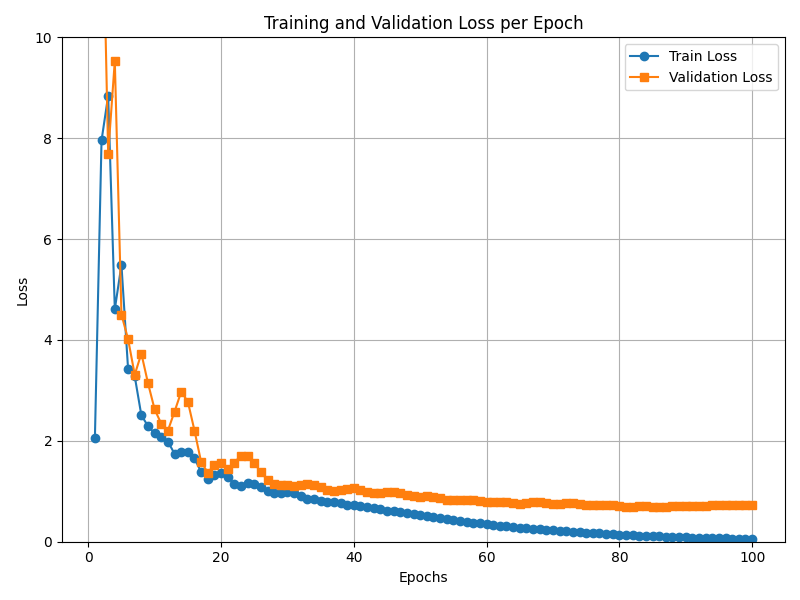 Training and Validation Loss per Epoch
Train Loss
Validation Loss
10
8
6
4
2
0
Loss
0 20 40 60 80 100
Epochs